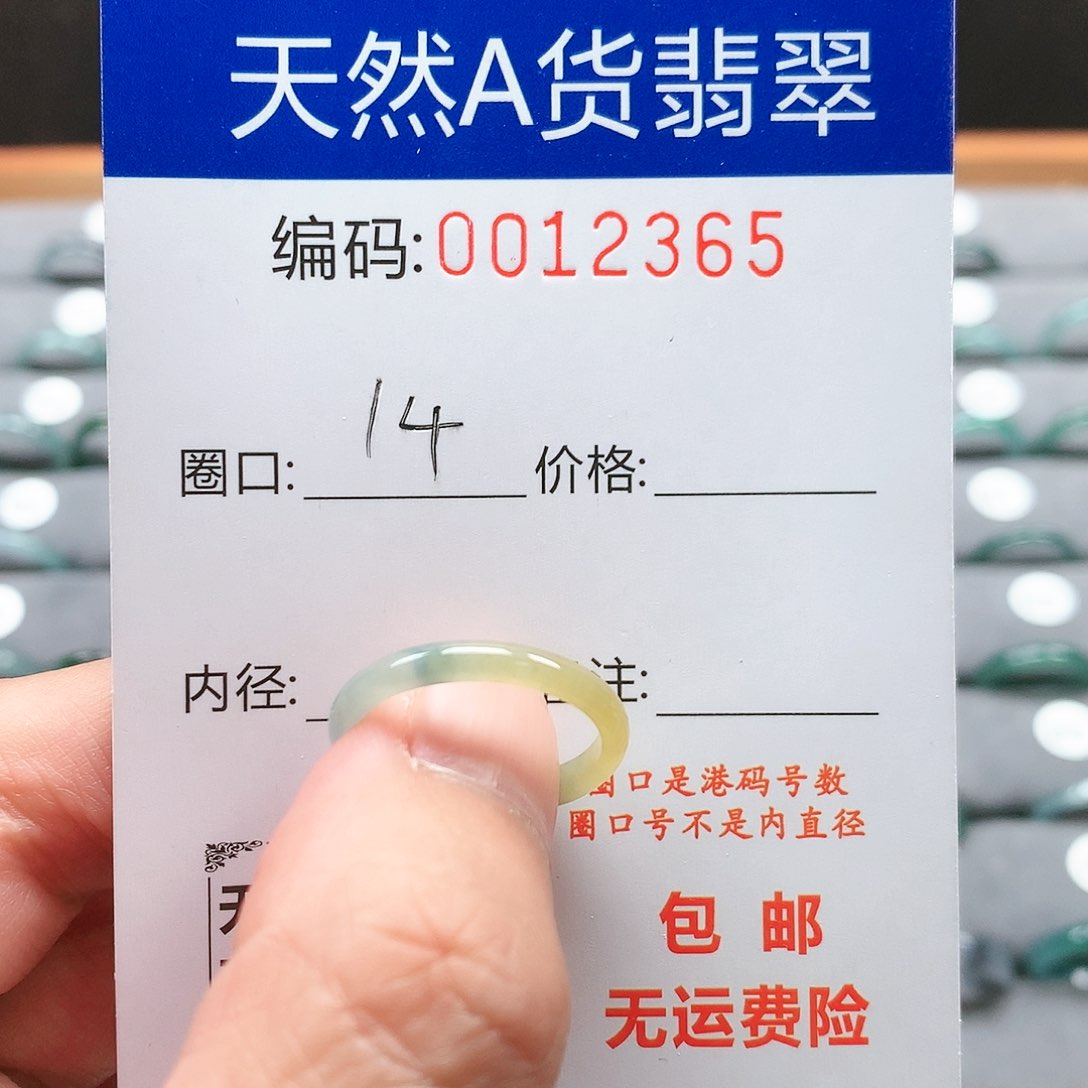 天然A货翡翠
编码:0012365
圈口: 14 价格:
内径: 注:
圈口是港码号数
圈口号不是内直径
包邮
无运费险